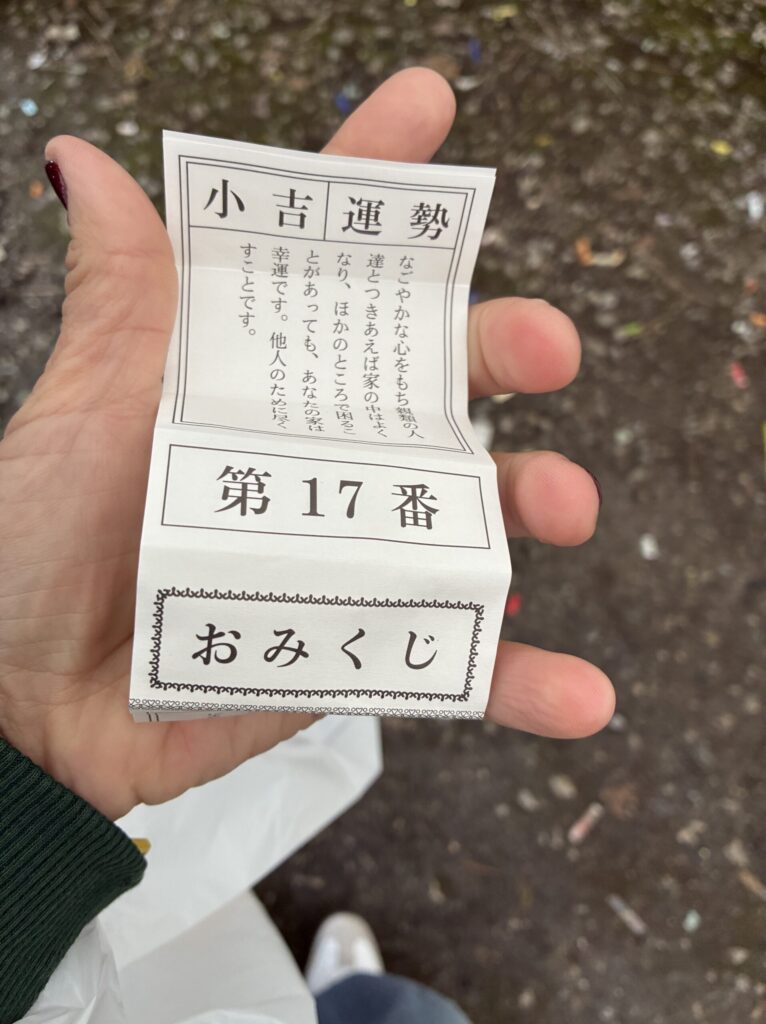 小吉 運勢
なごやかな心をもち親類の人
達とつきあえば家の中はよく
なり、ほかのところで困るこ
とがあっても、あなたの家は
幸運です。他人のために尽く
すことです。
第17番
おみくじ